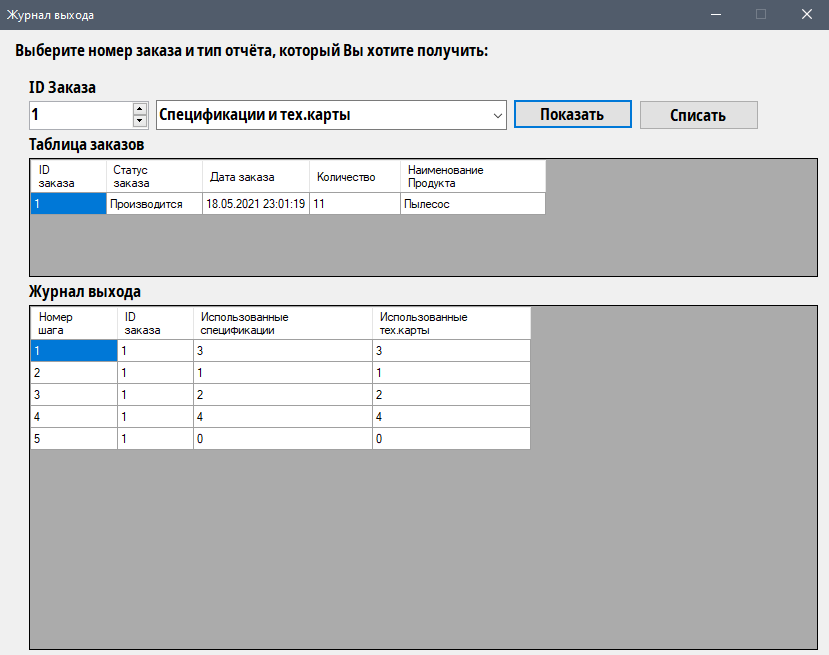 Журнал выхода
Выберите номер заказа и тип отчёта, который Вы хотите получить:
ID Заказа
1 Спецификации и тех.карты Показать Списать
Таблица заказов
ID заказа Статус заказа Дата заказа Количество Наименование Продукта
1 Производится 18.05.2021 23:01:19 11 Пылесос
Журнал выхода
Номер шага ID заказа Использованные спецификации Использованные тех.карты
1 1 3 3
2 1 1 1
3 1 2 2
4 1 4 4
5 1 0 0